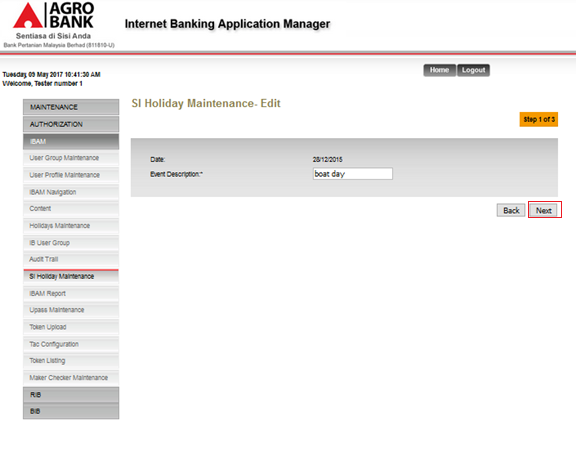 AGRO
BANK
Sentiasa di Sisi Anda
Bank Pertanian Malaysia Berhad (811810-U)
Internet Banking Application Manager
Home
Logout
Tuesday, 09 May 2017 10:41:30 AM
Welcome, Tester number 1
MAINTENANCE
AUTHORIZATION
IBAM
User Group Maintenance
User Profile Maintenance
IBAM Navigation
Content
Holidays Maintenance
IB User Group
Audit Trail
SI Holiday Maintenance
IBAM Report
Upass Maintenance
Token Upload
Tac Configuration
Token Listing
Maker Checker Maintenance
RIB
BIB
SI Holiday Maintenance- Edit
Step 1 of 3
Date: 28/12/2015
Event Description:* boat day
Back
Next